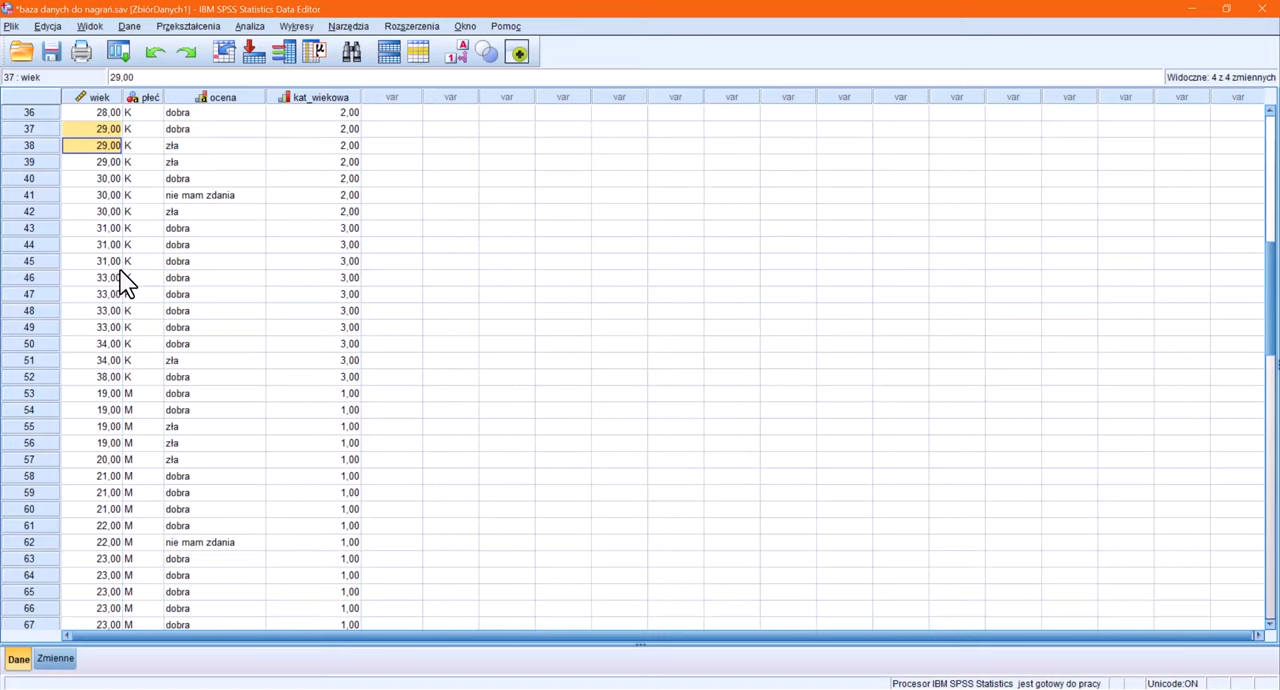 *baza danych do nagrań.sav [ZbiórDanych1] - IBM SPSS Statistics Data Editor
Plik Edycja Widok Dane Przekształcenia Analiza Wykresy Narzędzia Rozszerzenia Okno Pomoc
37 : wiek 29,00 Widoczne: 4 z 4 zmiennych
wiek płeć ocena kat_wiekowa var var var var var var var var var var var var var var var var
36 28,00 K dobra 2,00
37 29,00 K dobra 2,00
38 29,00 K zła 2,00
39 29,00 K zła 2,00
40 30,00 K dobra 2,00
41 30,00 K nie mam zdania 2,00
42 30,00 K zła 2,00
43 31,00 K dobra 3,00
44 31,00 K dobra 3,00
45 31,00 K dobra 3,00
46 33,00 K dobra 3,00
47 33,00 dobra 3,00
48 33,00 K dobra 3,00
49 33,00 K dobra 3,00
50 34,00 K dobra 3,00
51 34,00 K zła 3,00
52 38,00 K dobra 3,00
53 19,00 M dobra 1,00
54 19,00 M dobra 1,00
55 19,00 M zła 1,00
56 19,00 M zła 1,00
57 20,00 M zła 1,00
58 21,00 M dobra 1,00
59 21,00 M dobra 1,00
60 21,00 M dobra 1,00
61 22,00 M dobra 1,00
62 22,00 M nie mam zdania 1,00
63 23,00 M dobra 1,00
64 23,00 M dobra 1,00
65 23,00 M dobra 1,00
66 23,00 M dobra 1,00
67 23,00 M dobra 1,00
Dane Zmienne
Procesor IBM SPSS Statistics jest gotowy do pracy Unicode:ON